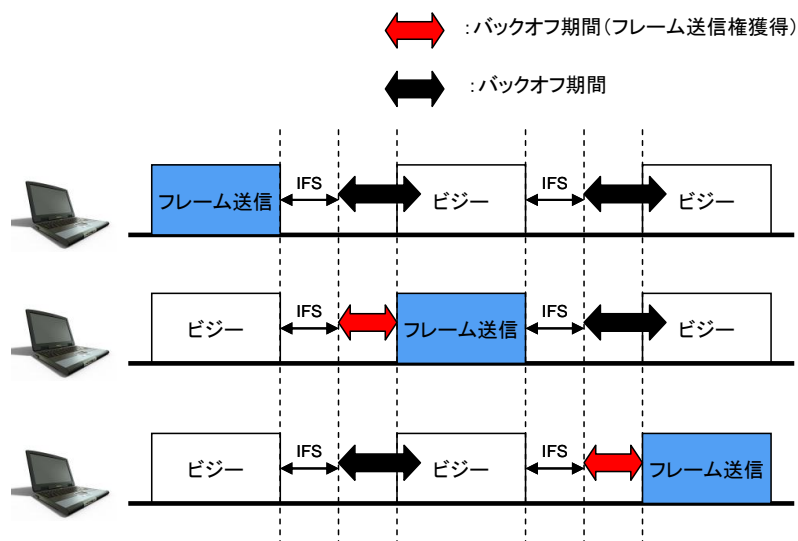 ：バックオフ期間（フレーム送信権獲得）
：バックオフ期間
フレーム送信 IFS ビジー IFS ビジー
ビジー IFS フレーム送信 IFS ビジー
ビジー IFS ビジー IFS フレーム送信